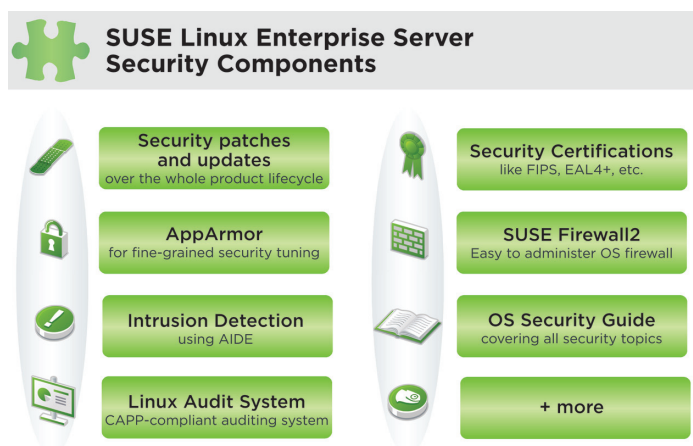 SUSE Linux Enterprise Server
Security Components
Security patches
and updates
over the whole product lifecycle
AppArmor
for fine-grained security tuning
Intrusion Detection
using AIDE
Linux Audit System
CAPP-compliant auditing system
Security Certifications
like FIPS, EAL4+, etc.
SUSE Firewall2
Easy to administer OS firewall
OS Security Guide
covering all security topics
+ more